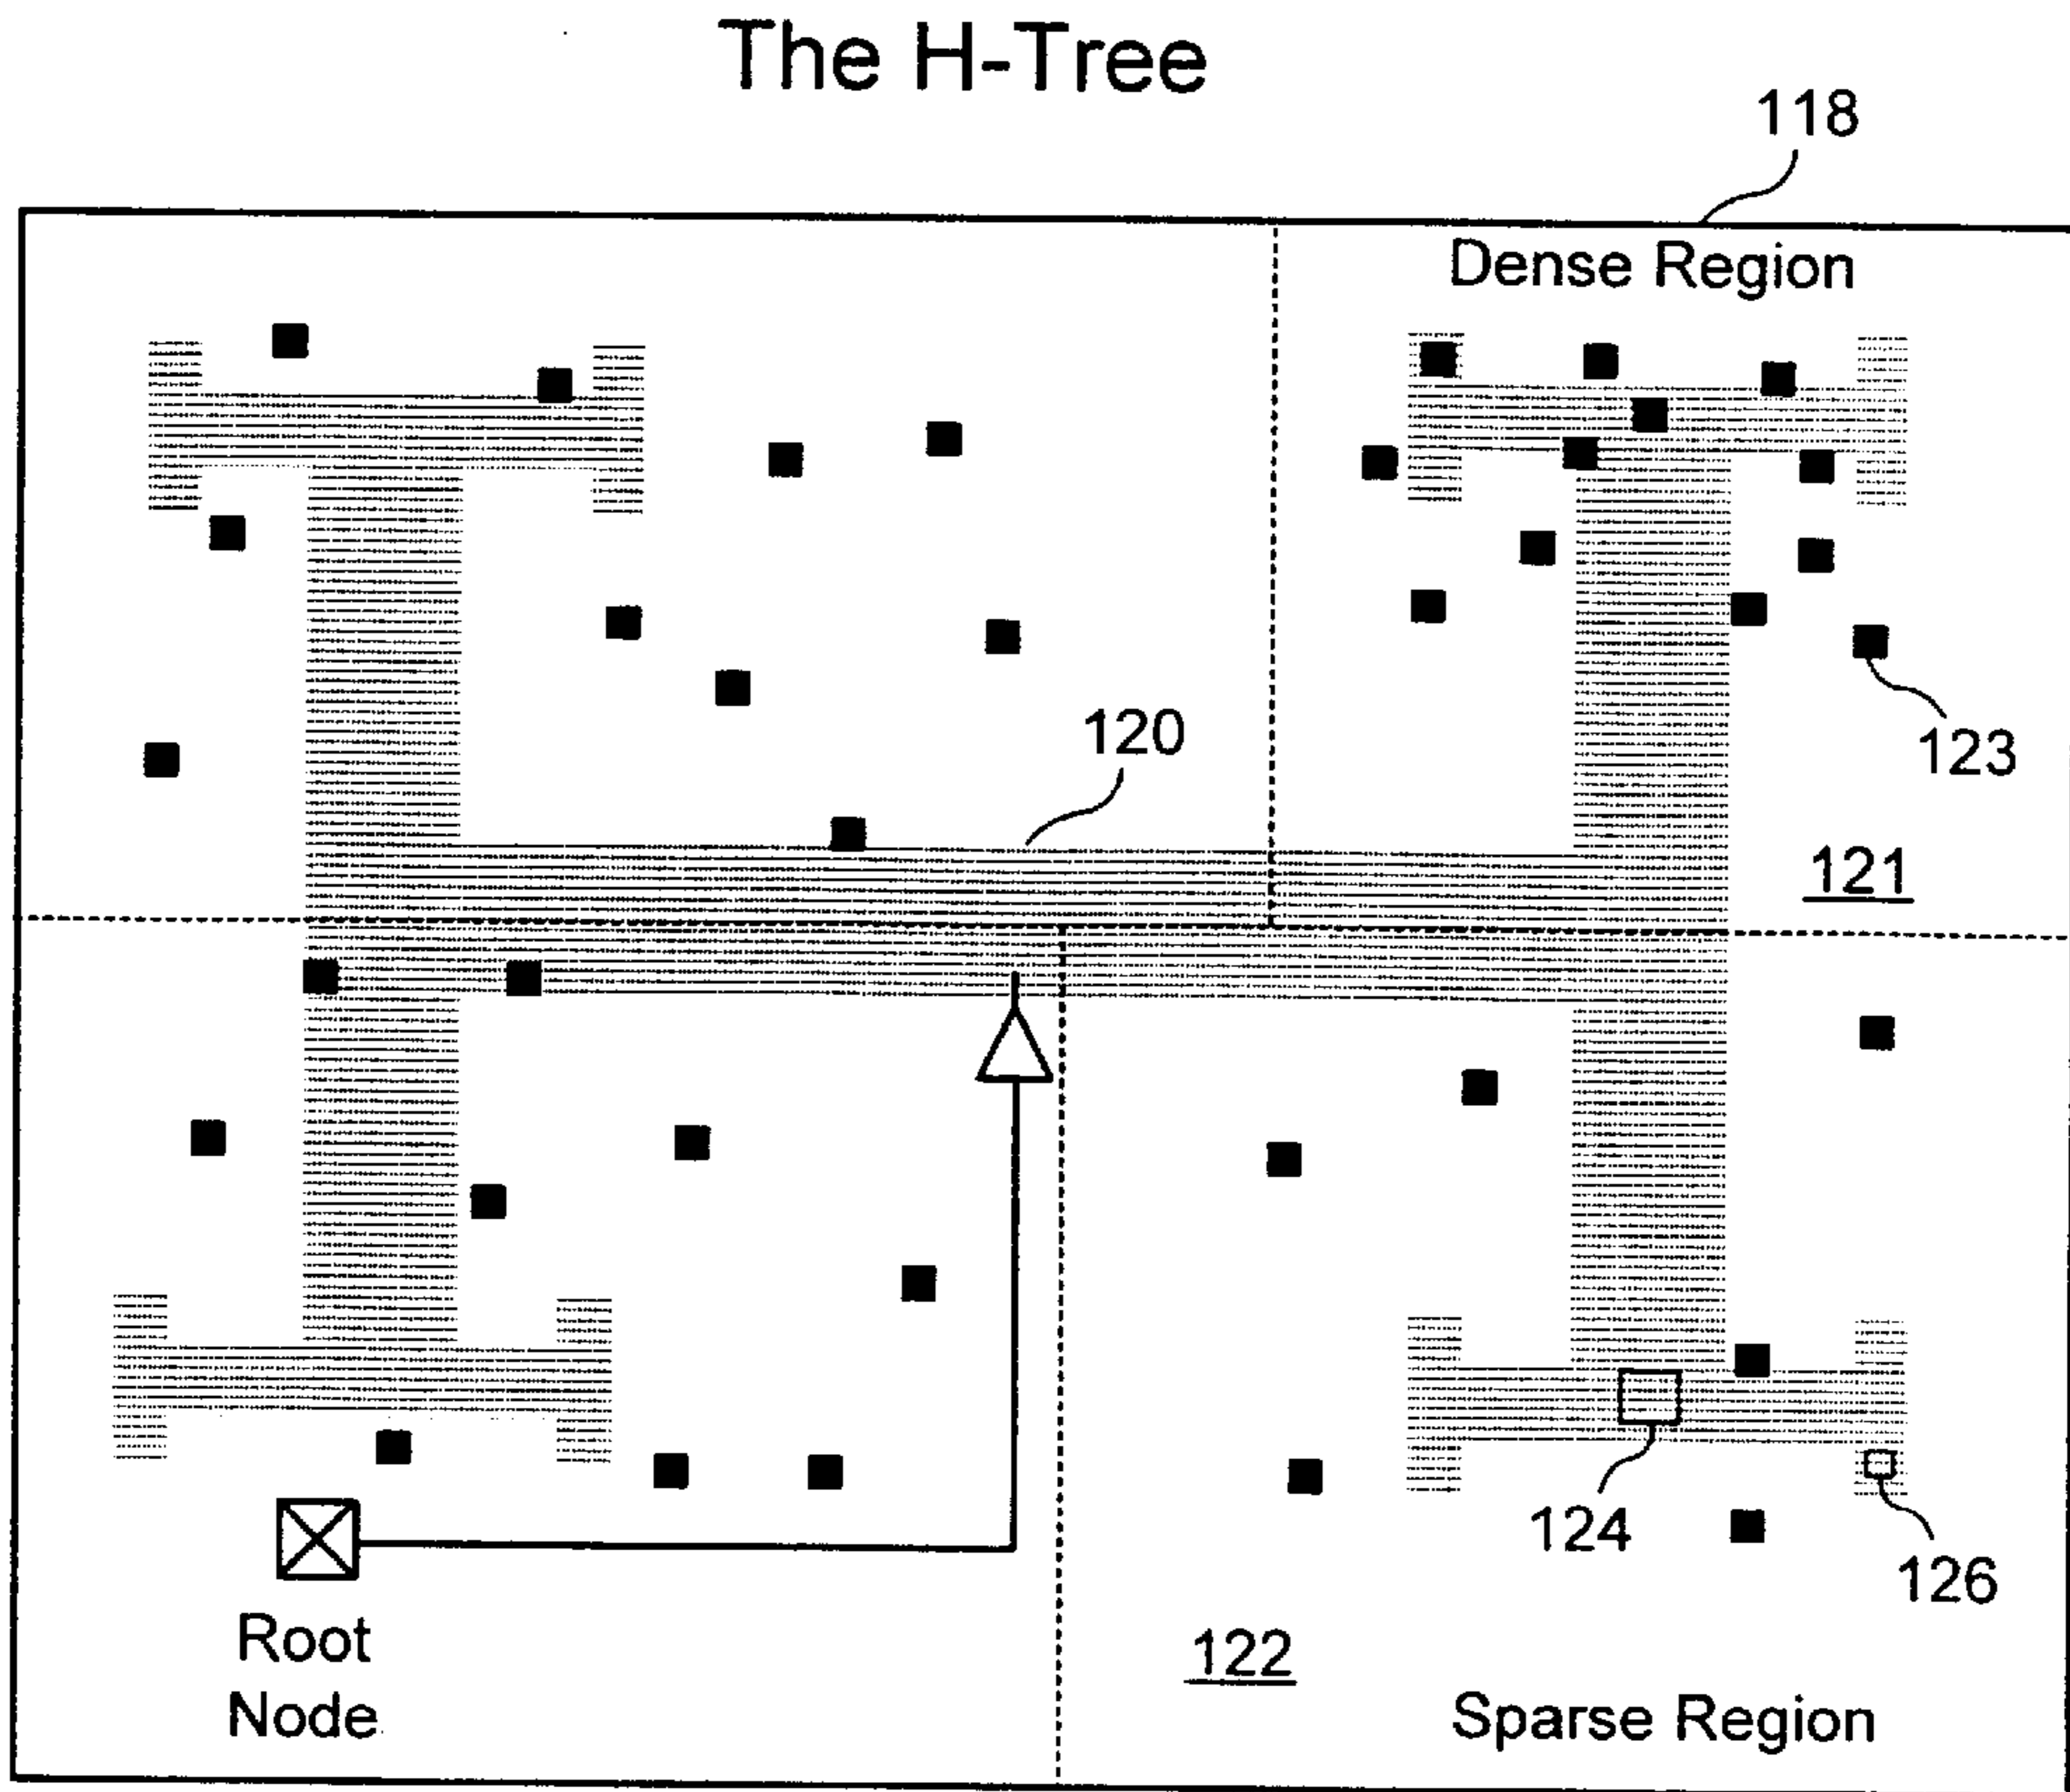 The H-Tree
118
Dense Region
120
123
121
124
126
Root
Node
122
Sparse Region